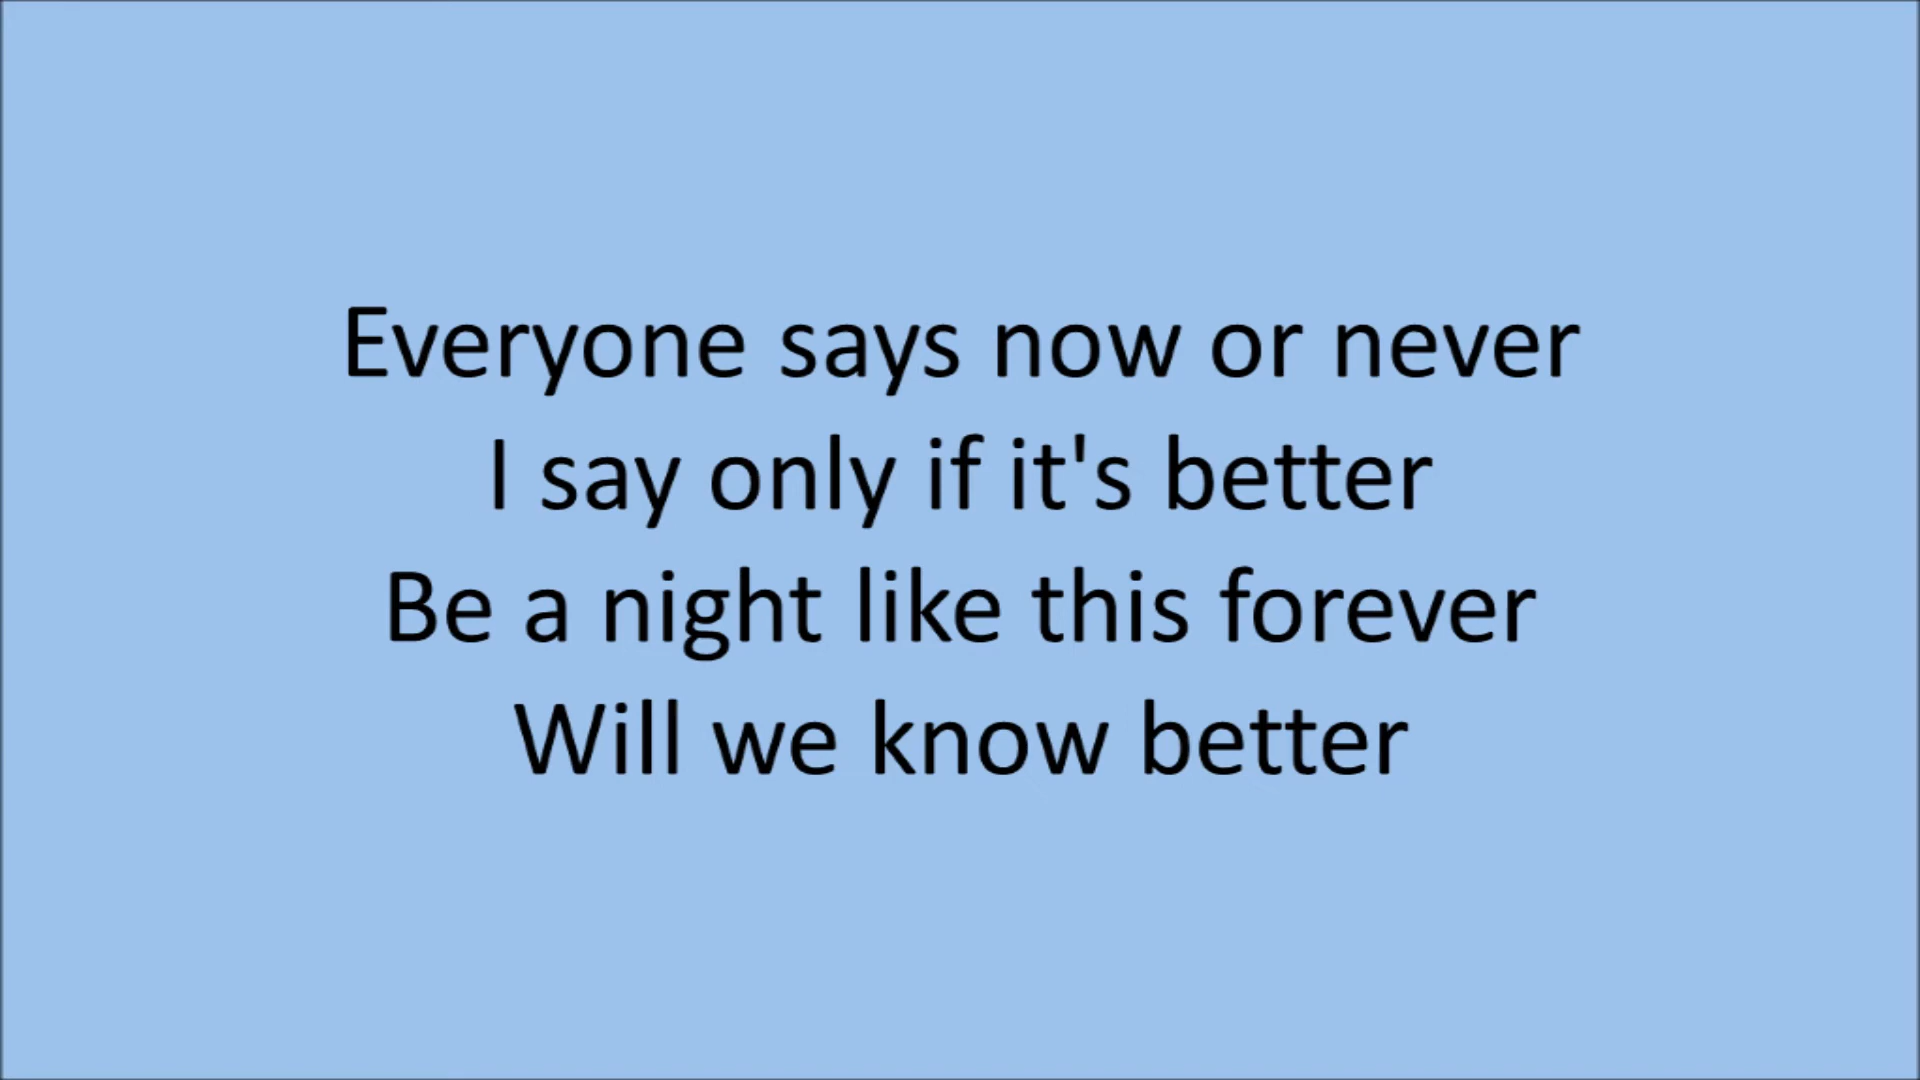 Everyone says now or never
I say only if it's better
Be a night like this forever
Will we know better